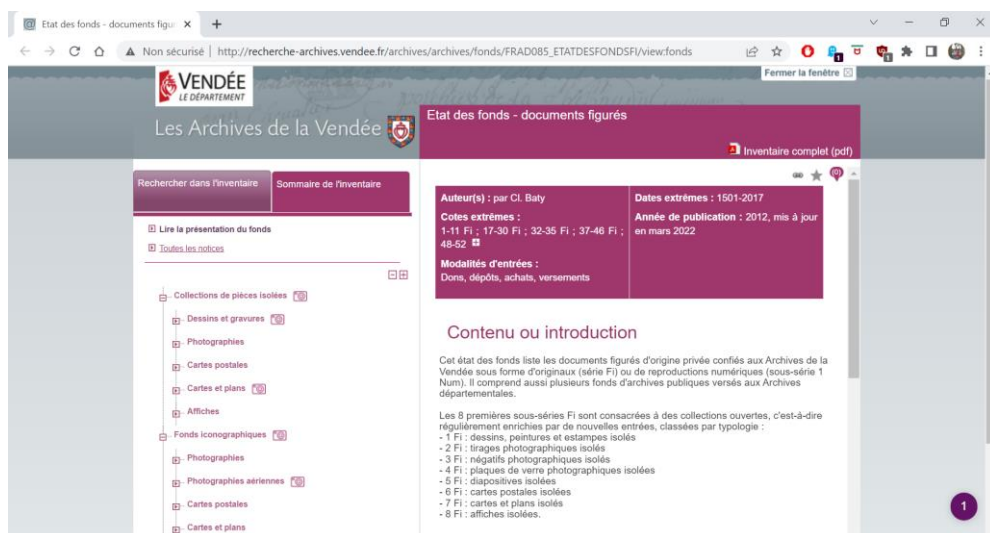 Etat des fonds - documents figur
Non sécurisé | http://recherche-archives.vendee.fr/archives/archives/fonds/FRAD085_ETATDESFONDSFI/view:fonds
1
1
Fermer la fenêtre
VENDÉE
LE DÉPARTEMENT
Les Archives de la Vendée
Etat des fonds - documents figurés
Inventaire complet (pdf)
Rechercher dans l'inventaire
Sommaire de l'inventaire
Lire la présentation du fonds
Toutes les notices
Collections de pièces isolées
Dessins et gravures
Photographies
Cartes postales
Cartes et plans
Affiches
Fonds iconographiques
Photographies
Photographies aériennes
Cartes postales
Cartes et plans
(0)
Auteur(s) : par Cl. Baty
Cotes extrêmes :
1-11 Fi ; 17-30 Fi ; 32-35 Fi ; 37-46 Fi ;
48-52
Modalités d'entrées :
Dons, dépôts, achats, versements
Dates extrêmes : 1501-2017
Année de publication : 2012, mis à jour
en mars 2022
Contenu ou introduction
Cet état des fonds liste les documents figurés d'origine privée confiés aux Archives de la
Vendée sous forme d'originaux (série Fi) ou de reproductions numériques (sous-série 1
Num). Il comprend aussi plusieurs fonds d'archives publiques versés aux Archives
départementales.
Les 8 premières sous-séries Fi sont consacrées à des collections ouvertes, c'est-à-dire
régulièrement enrichies par de nouvelles entrées, classées par typologie :
- 1 Fi : dessins, peintures et estampes isolés
- 2 Fi : tirages photographiques isolés
- 3 Fi : négatifs photographiques isolés
- 4 Fi : plaques de verre photographiques isolées
- 5 Fi : diapositives isolées
- 6 Fi : cartes postales isolées
- 7 Fi : cartes et plans isolés
- 8 Fi : affiches isolées.
1